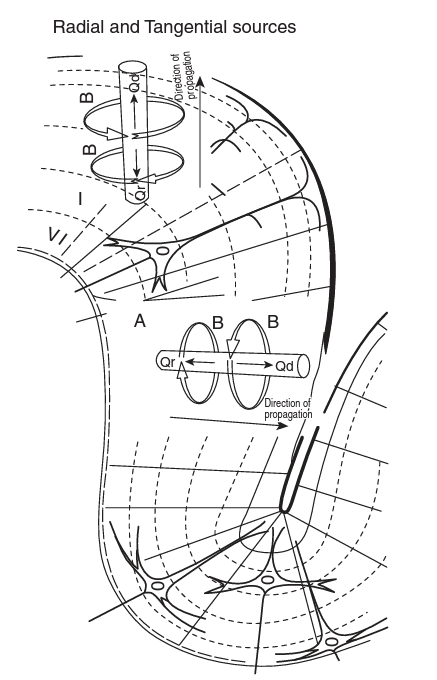 Radial and Tangential sources
Direction of
propagation
Qd
B
B
Qr
I
VI
A
B
B
Qr
Qd
Direction of
propagation